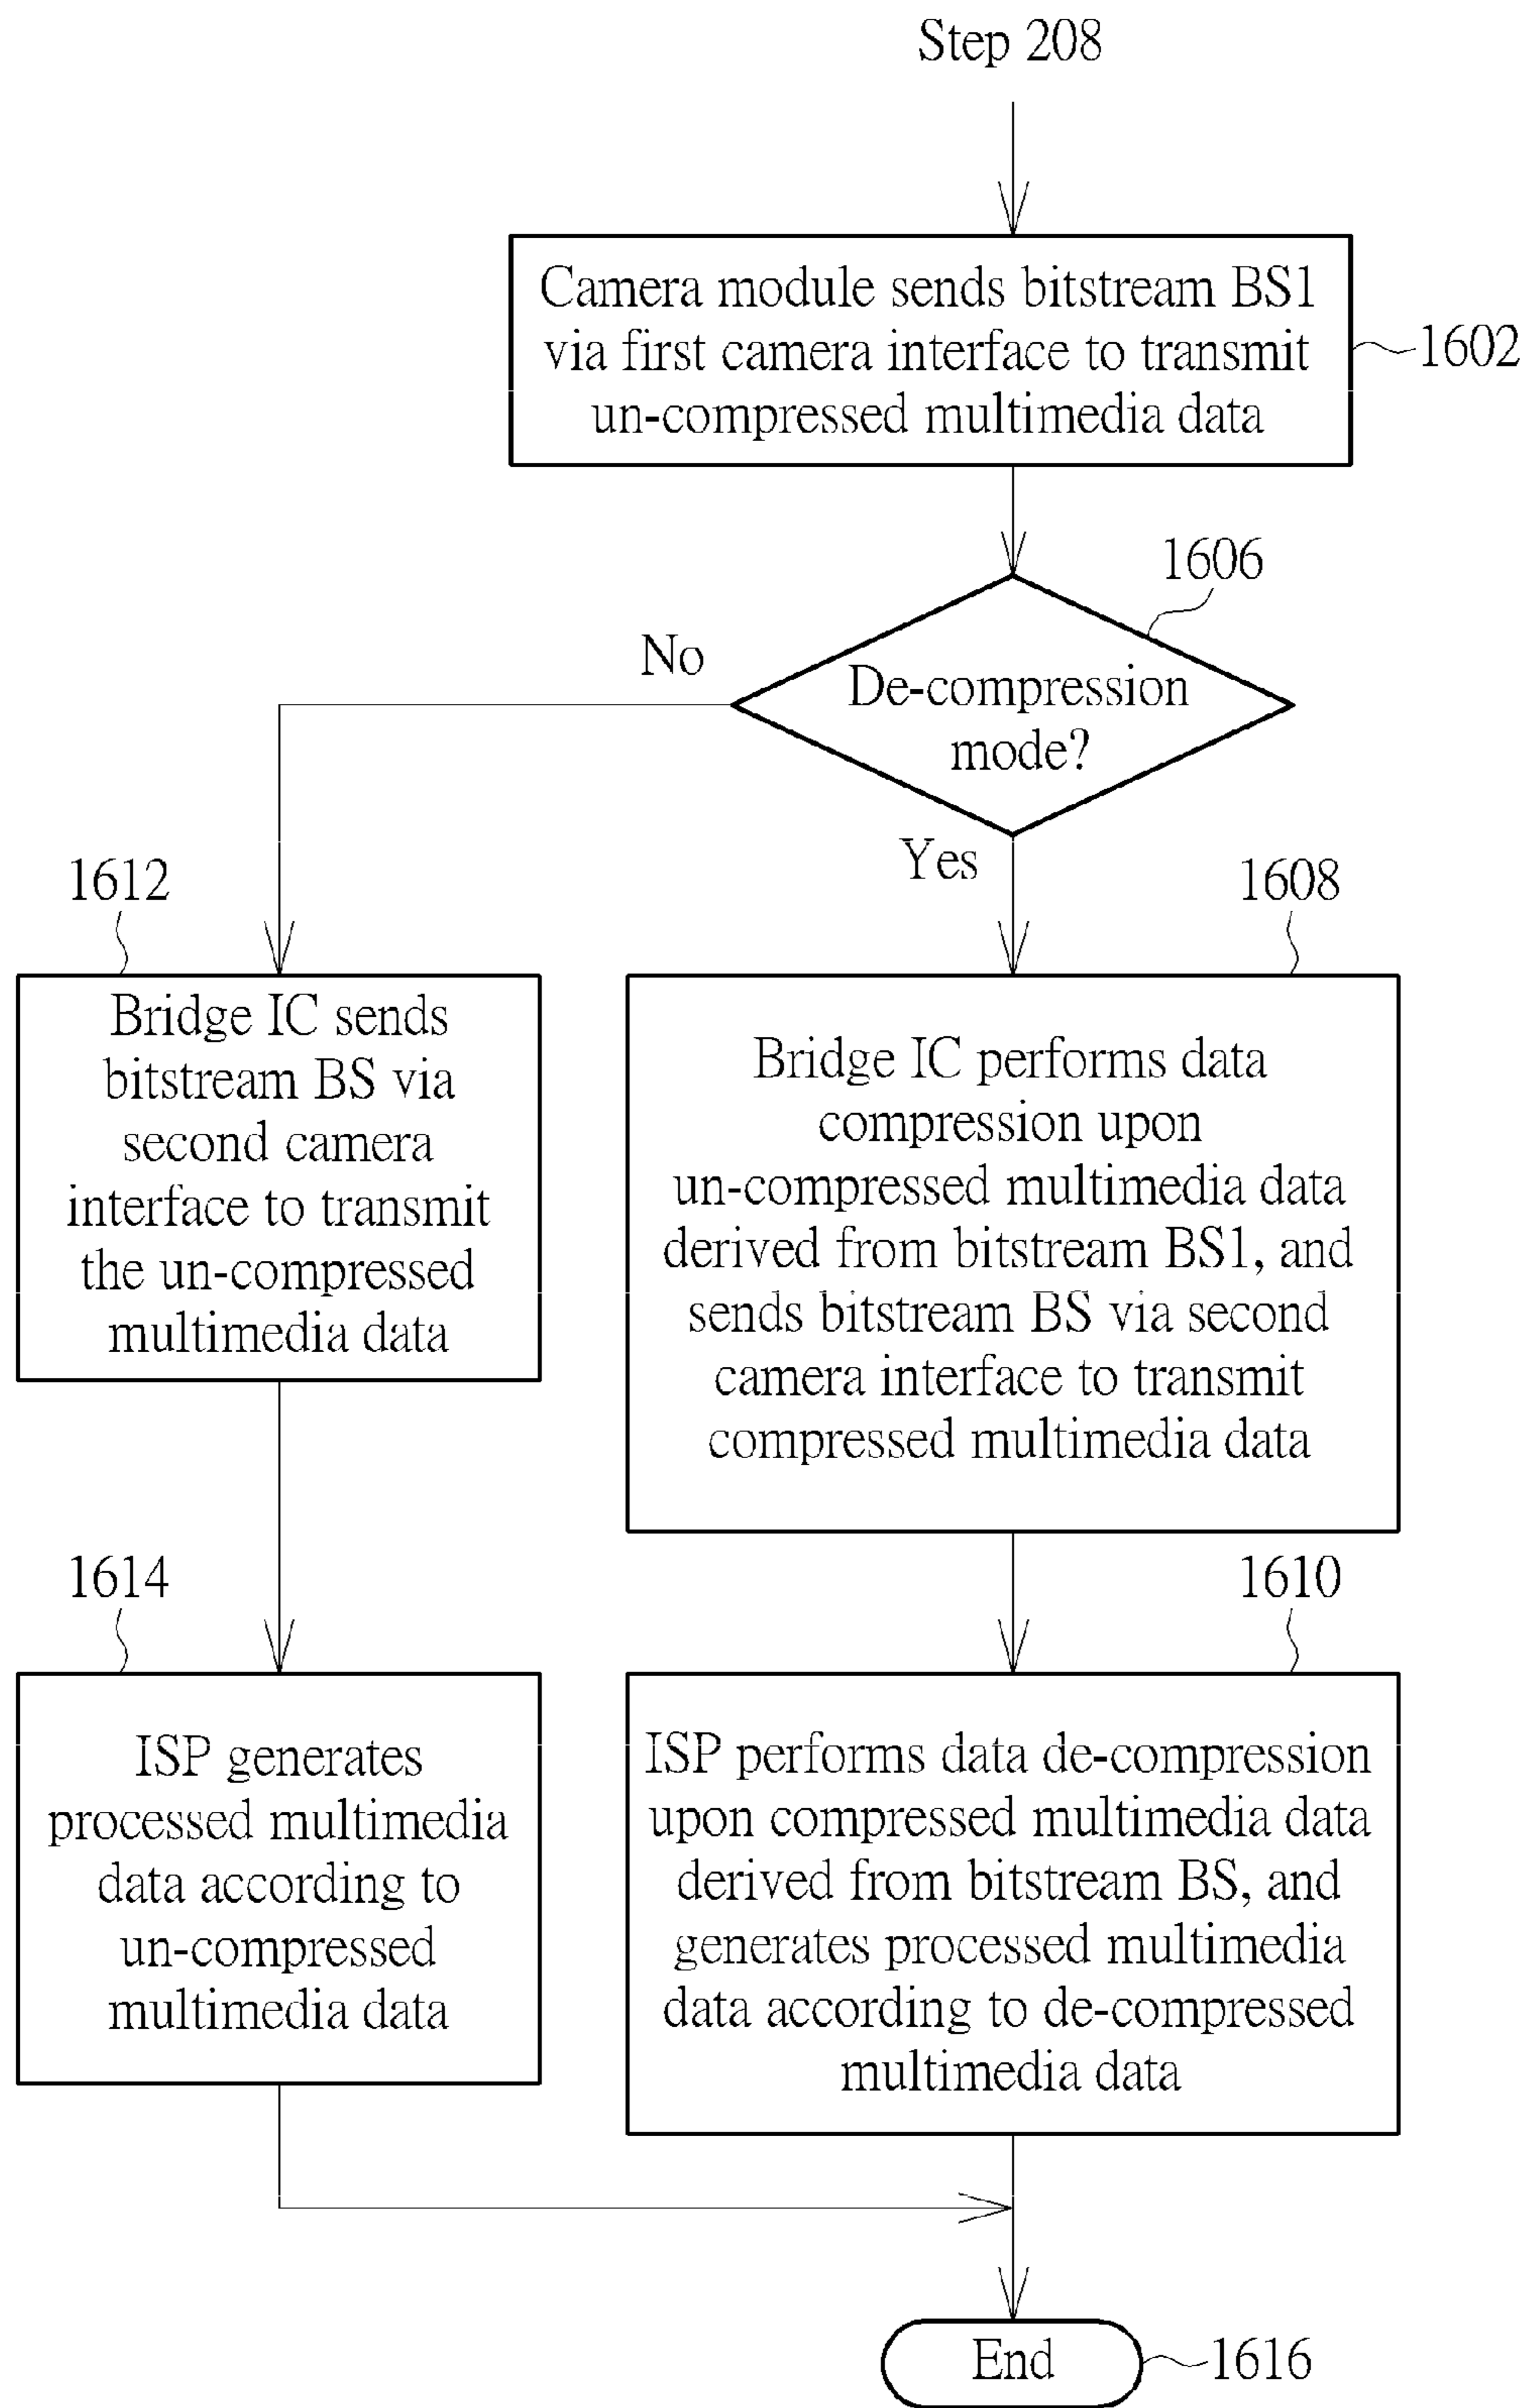 Step 208
Camera module sends bitstream BS1
via first camera interface to transmit
un-compressed multimedia data
1602
1606
De-compression
mode?
No
Yes
1612
Bridge IC sends
bitstream BS via
second camera
interface to transmit
the un-compressed
multimedia data
1608
Bridge IC performs data
compression upon
un-compressed multimedia data
derived from bitstream BS1, and
sends bitstream BS via second
camera interface to transmit
compressed multimedia data
1614
ISP generates
processed multimedia
data according to
un-compressed
multimedia data
1610
ISP performs data de-compression
upon compressed multimedia data
derived from bitstream BS, and
generates processed multimedia
data according to de-compressed
multimedia data
End
1616